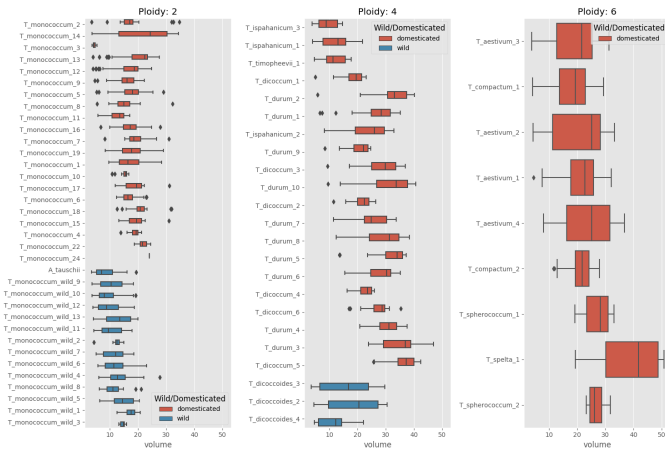 Ploidy: 2
T_monococcum_2
T_monococcum_14
T_monococcum_3
T_monococcum_13
T_monococcum_12
T_monococcum_9
T_monococcum_5
T_monococcum_8
T_monococcum_11
T_monococcum_16
T_monococcum_7
T_monococcum_19
T_monococcum_1
T_monococcum_10
T_monococcum_17
T_monococcum_6
T_monococcum_18
T_monococcum_15
T_monococcum_4
T_monococcum_22
T_monococcum_24
A_tauschii
T_monococcum_wild_9
T_monococcum_wild_10
T_monococcum_wild_12
T_monococcum_wild_13
T_monococcum_wild_11
T_monococcum_wild_2
T_monococcum_wild_7
T_monococcum_wild_6
T_monococcum_wild_4
T_monococcum_wild_8
T_monococcum_wild_5
T_monococcum_wild_1
T_monococcum_wild_3
Wild/Domesticated
domesticated
wild
10 20 30 40 50
volume
Ploidy: 4
T_ispahanicum_3
T_ispahanicum_1
T_timopheevii_1
T_dicoccum_1
T_durum_2
T_durum_1
T_ispahanicum_2
T_durum_9
T_dicoccum_3
T_durum_10
T_dicoccum_2
T_durum_7
T_durum_8
T_durum_5
T_durum_6
T_dicoccum_4
T_dicoccum_6
T_durum_4
T_durum_3
T_dicoccum_5
T_dicoccoides_3
T_dicoccoides_2
T_dicoccoides_4
Wild/Domesticated
domesticated
wild
10 20 30 40 50
volume
Ploidy: 6
T_aestivum_3
T_compactum_1
T_aestivum_2
T_aestivum_1
T_aestivum_4
T_compactum_2
T_spherococcum_1
T_spelta_1
T_spherococcum_2
Wild/Domesticated
domesticated
10 20 30 40 50
volume